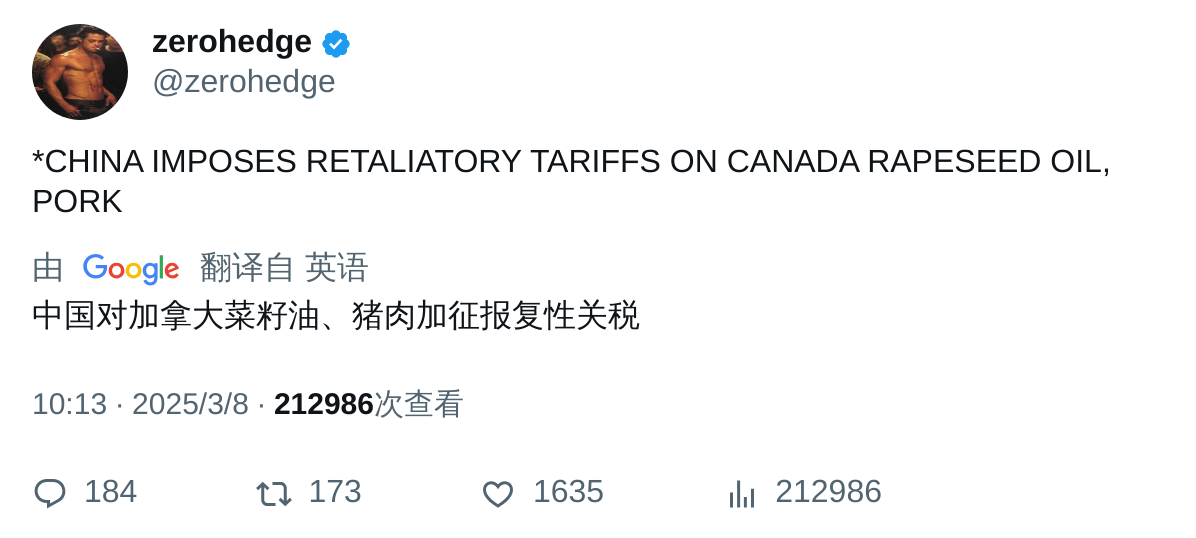 zerohedge
@zerohedge
*CHINA IMPOSES RETALIATORY TARIFFS ON CANADA RAPESEED OIL,
PORK
由 Google 翻译自 英语
中国对加拿大菜籽油、猪肉加征报复性关税
10:13 · 2025/3/8 · 212986次查看
184 173 1635 212986